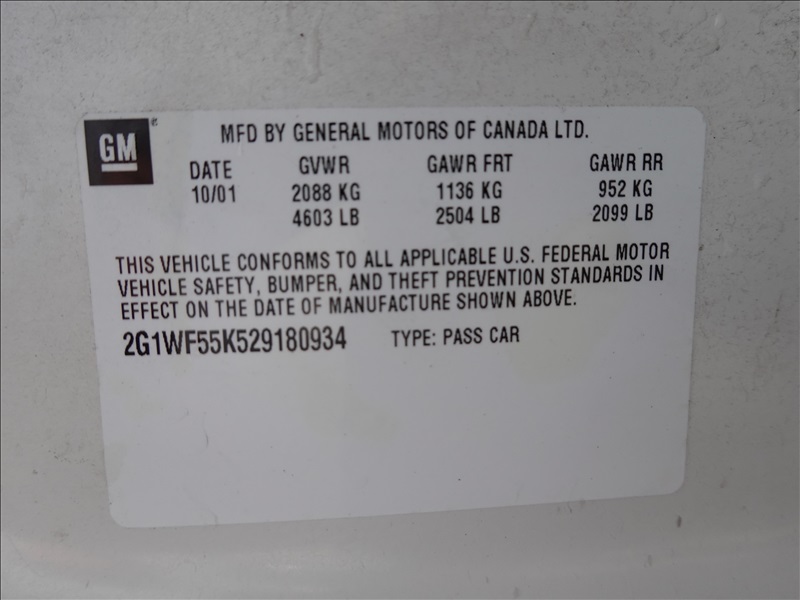 GM®
MFD BY GENERAL MOTORS OF CANADA LTD.
DATE GVWR GAWR FRT GAWR RR
10/01 2088 KG 1136 KG 952 KG
4603 LB 2504 LB 2099 LB
THIS VEHICLE CONFORMS TO ALL APPLICABLE U.S. FEDERAL MOTOR
VEHICLE SAFETY, BUMPER, AND THEFT PREVENTION STANDARDS IN
EFFECT ON THE DATE OF MANUFACTURE SHOWN ABOVE.
2G1WF55K529180934 TYPE: PASS CAR